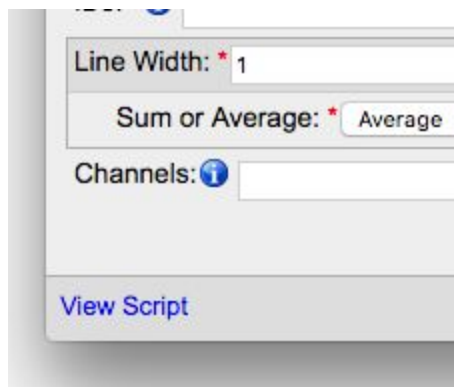 Line Width: * 1
Sum or Average: * Average
Channels:
View Script